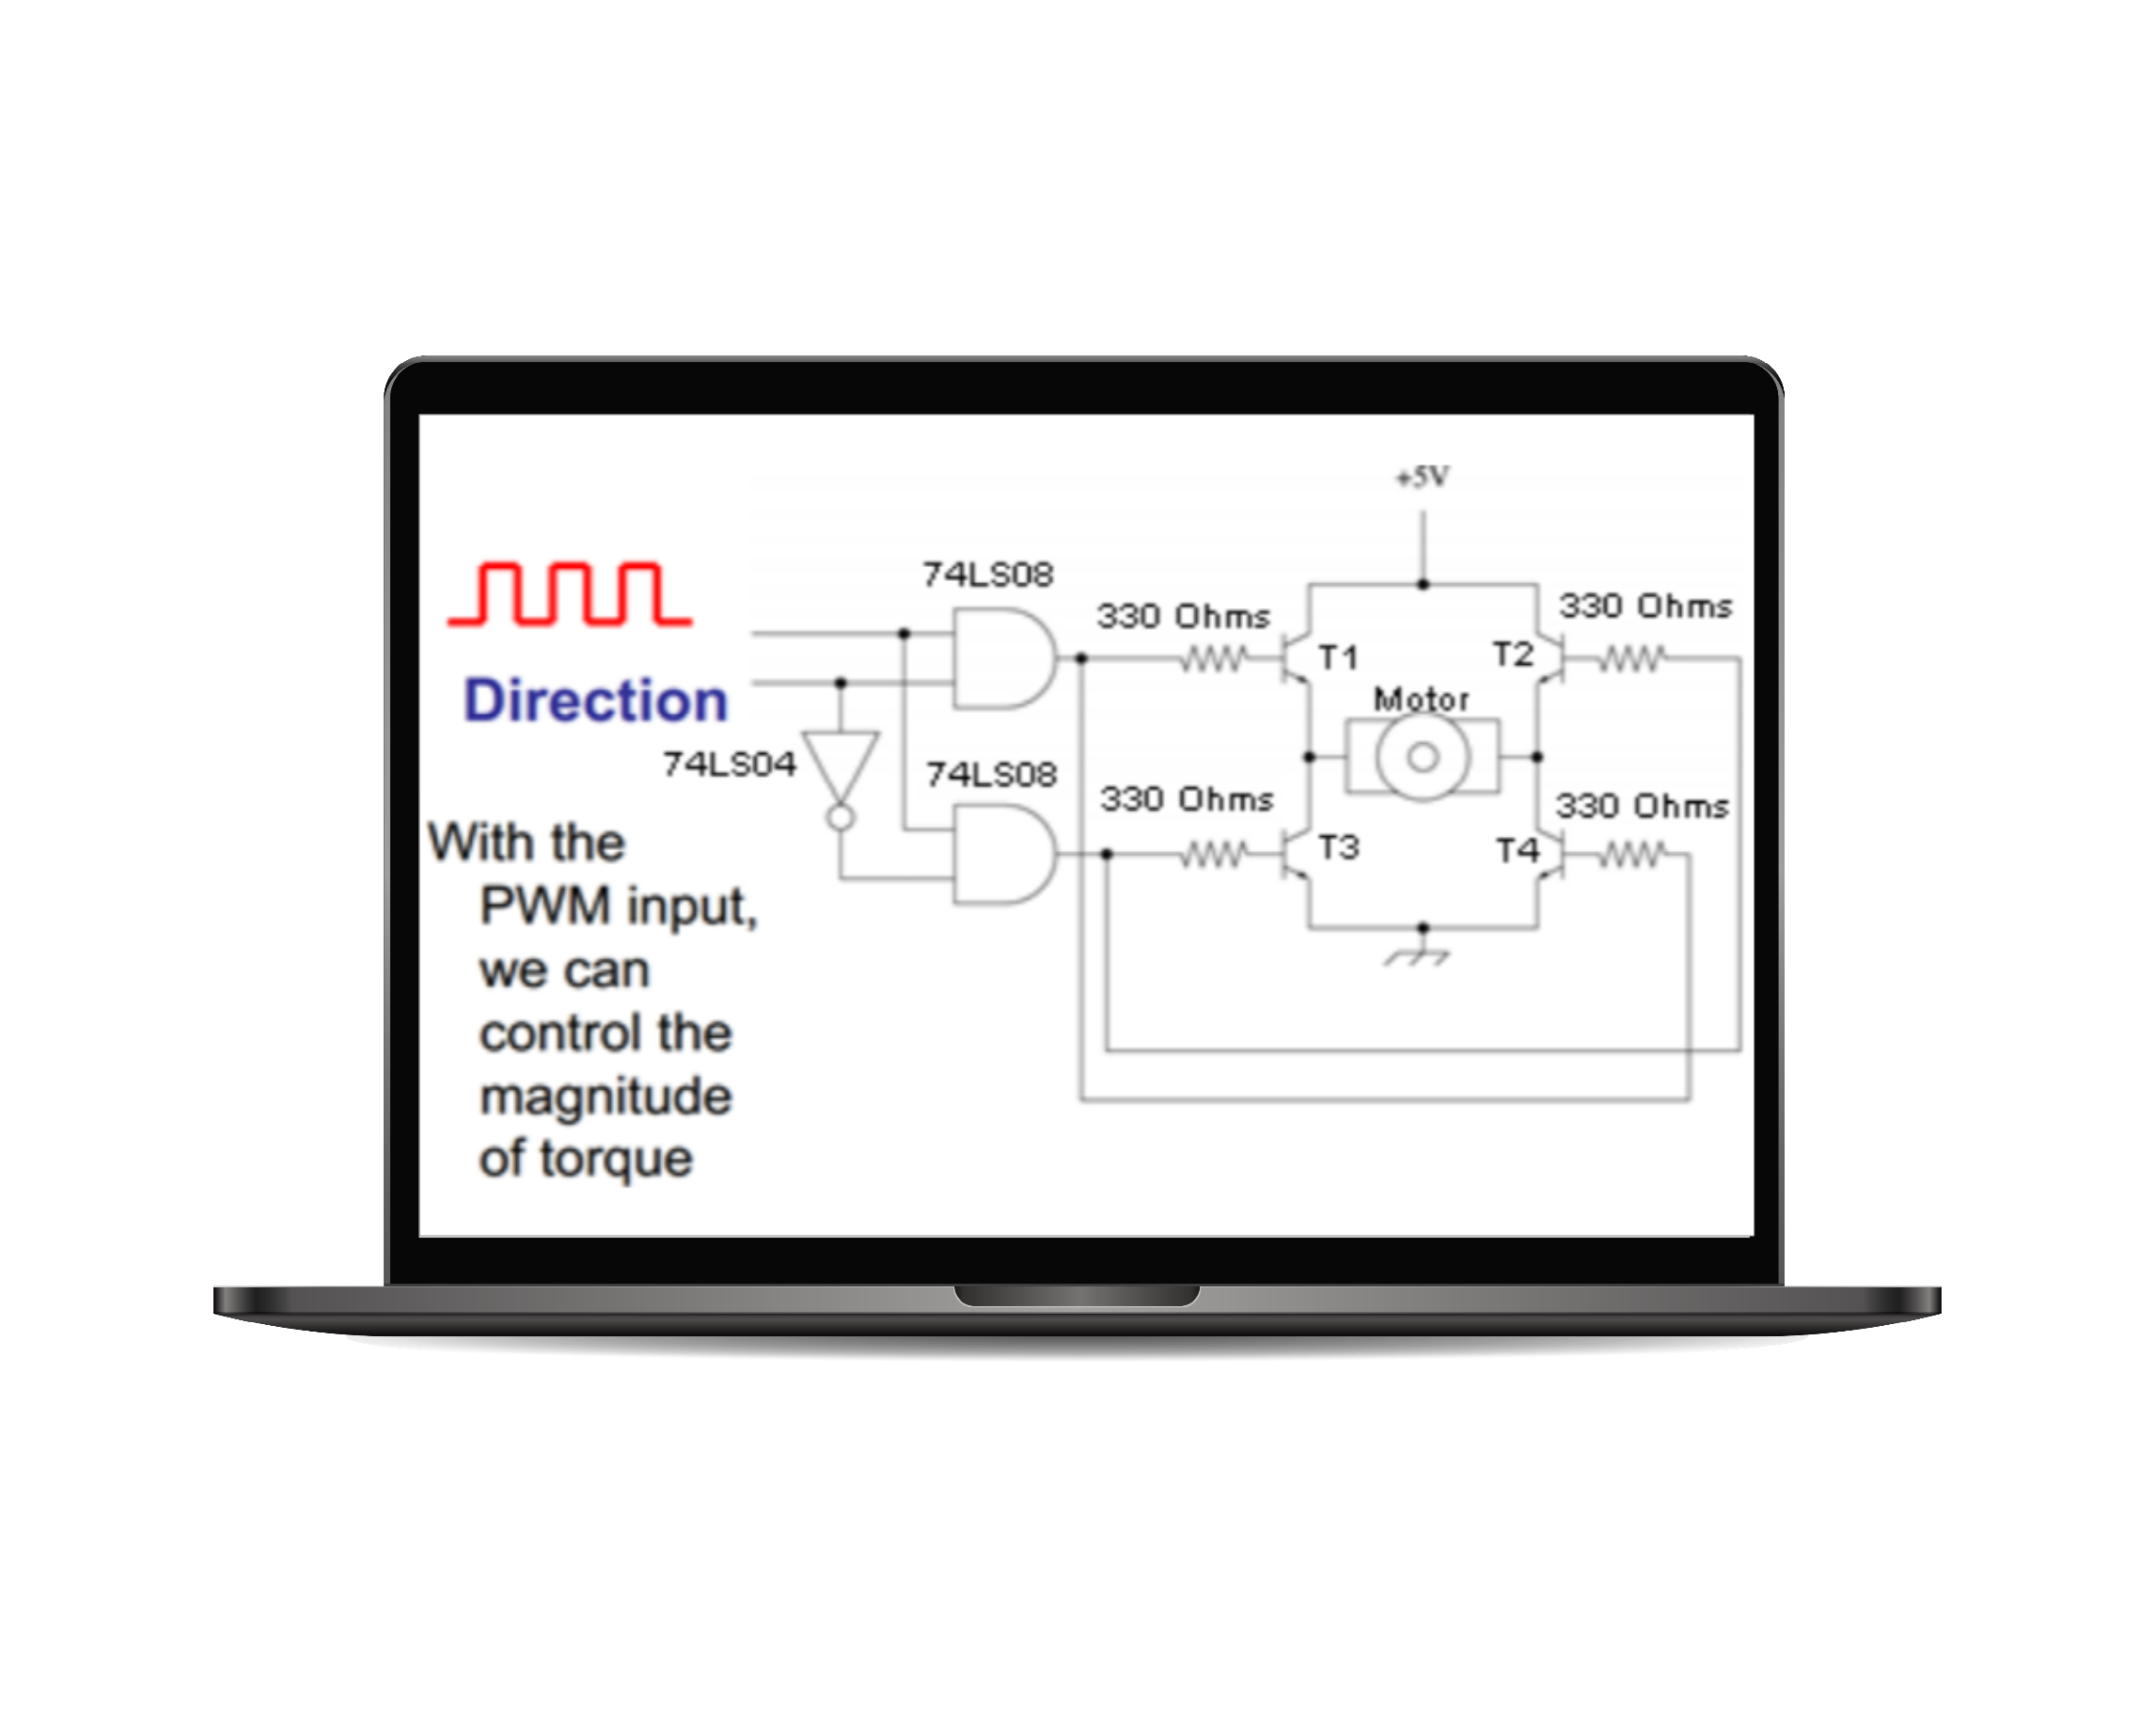 +5V
74LS08
330 Ohms
330 Ohms
T1
T2
Direction
Motor
74LS04
74LS08
330 Ohms
330 Ohms
T3
T4
With the
PWM input,
we can
control the
magnitude
of torque